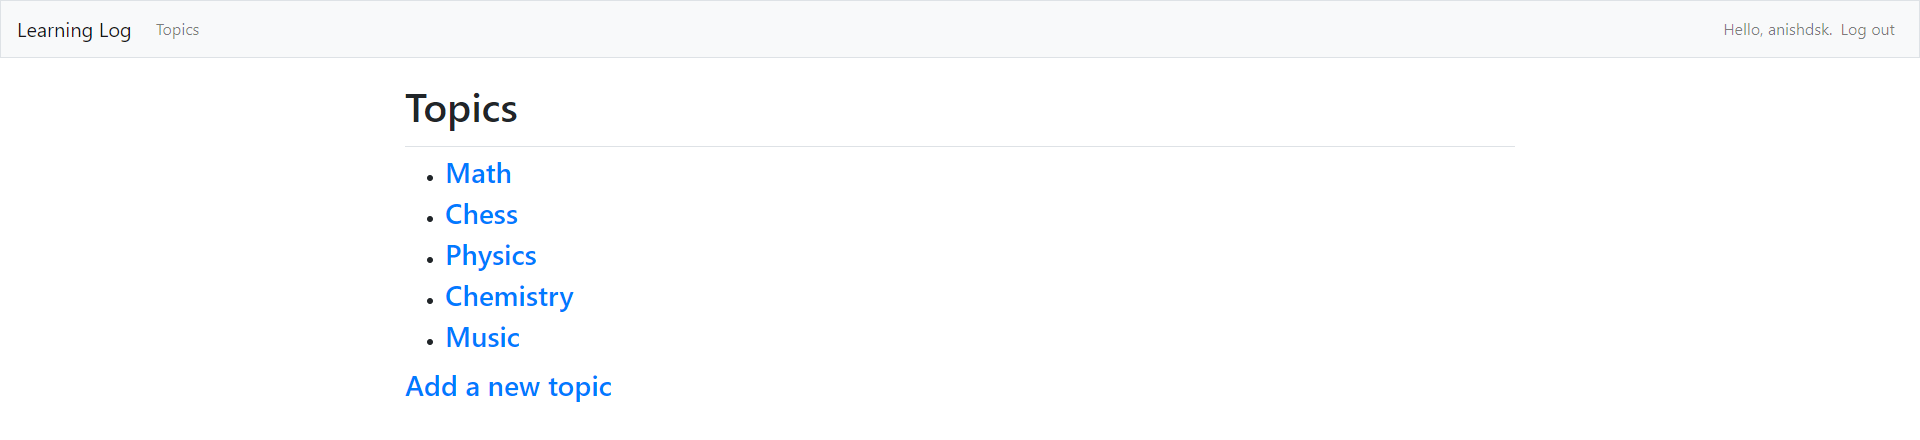 Learning Log Topics Hello, anishdsk. Log out
Topics
Math
Chess
Physics
Chemistry
Music
Add a new topic